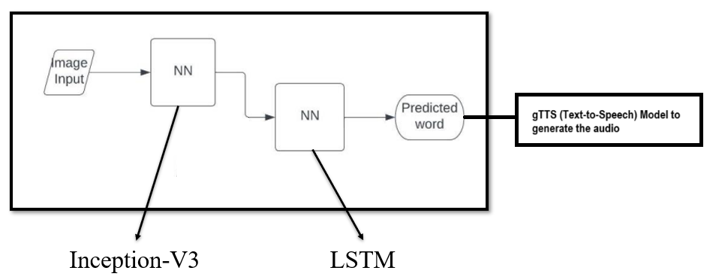 Image
Input
NN
NN
Predicted
word
gTTS (Text-to-Speech) Model to
generate the audio
Inception-V3
LSTM